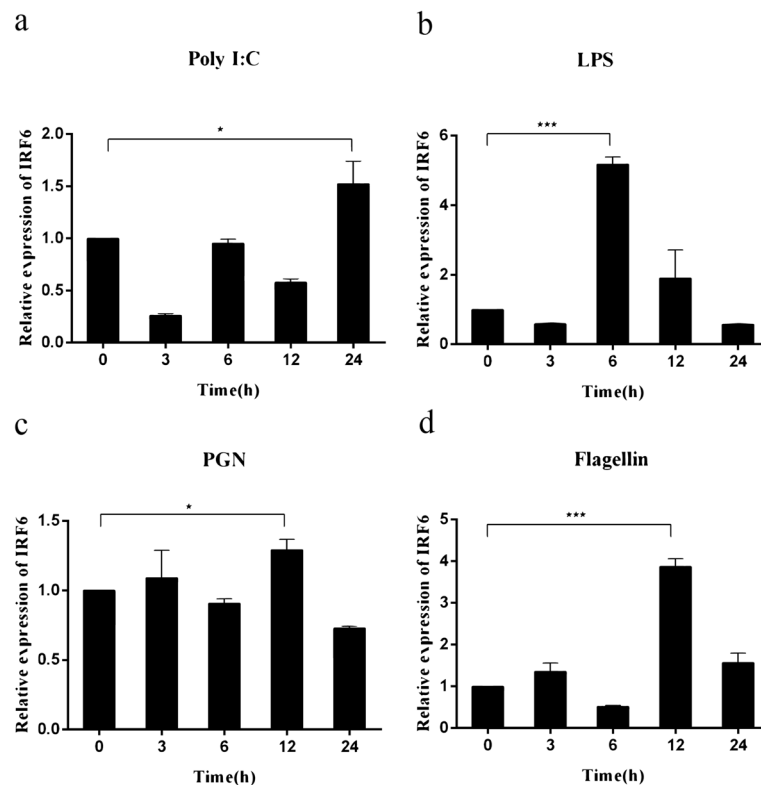 a
Poly I:C
Relative expression of IRF6
2.0
1.5
1.0
0.5
0.0
*
0 3 6 12 24
Time(h)
b
LPS
Relative expression of IRF6
6
4
2
0
***
0 3 6 12 24
Time(h)
c
PGN
Relative expression of IRF6
1.5
1.0
0.5
0.0
*
0 3 6 12 24
Time(h)
d
Flagellin
Relative expression of IRF6
5
4
3
2
1
0
***
0 3 6 12 24
Time(h)